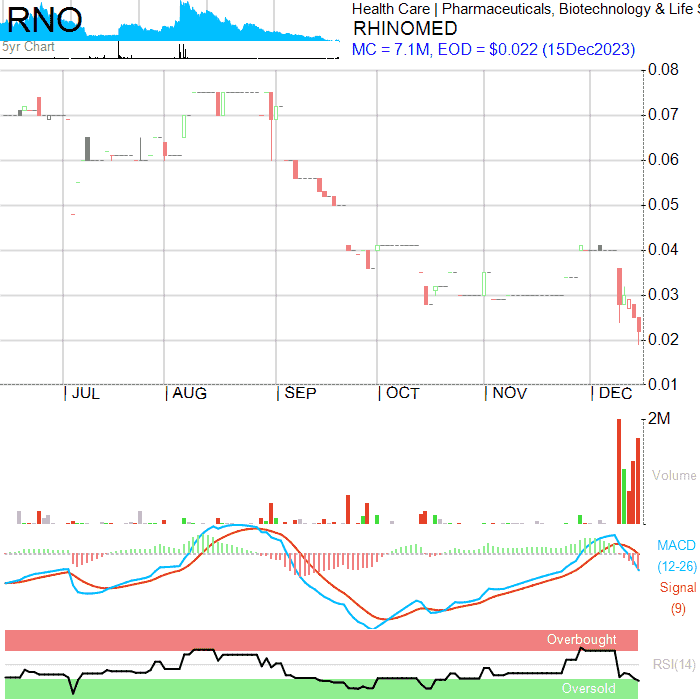 RNO
5yr Chart
Health Care | Pharmaceuticals, Biotechnology & Life S
RHINOMED
MC = 7.1M, EOD = $0.022 (15Dec2023)
0.08
0.07
0.06
0.05
0.04
0.03
0.02
0.01
JUL AUG SEP OCT NOV DEC
2M
Volume
MACD
(12-26)
Signal
(9)
Overbought
RSI(14)
Oversold